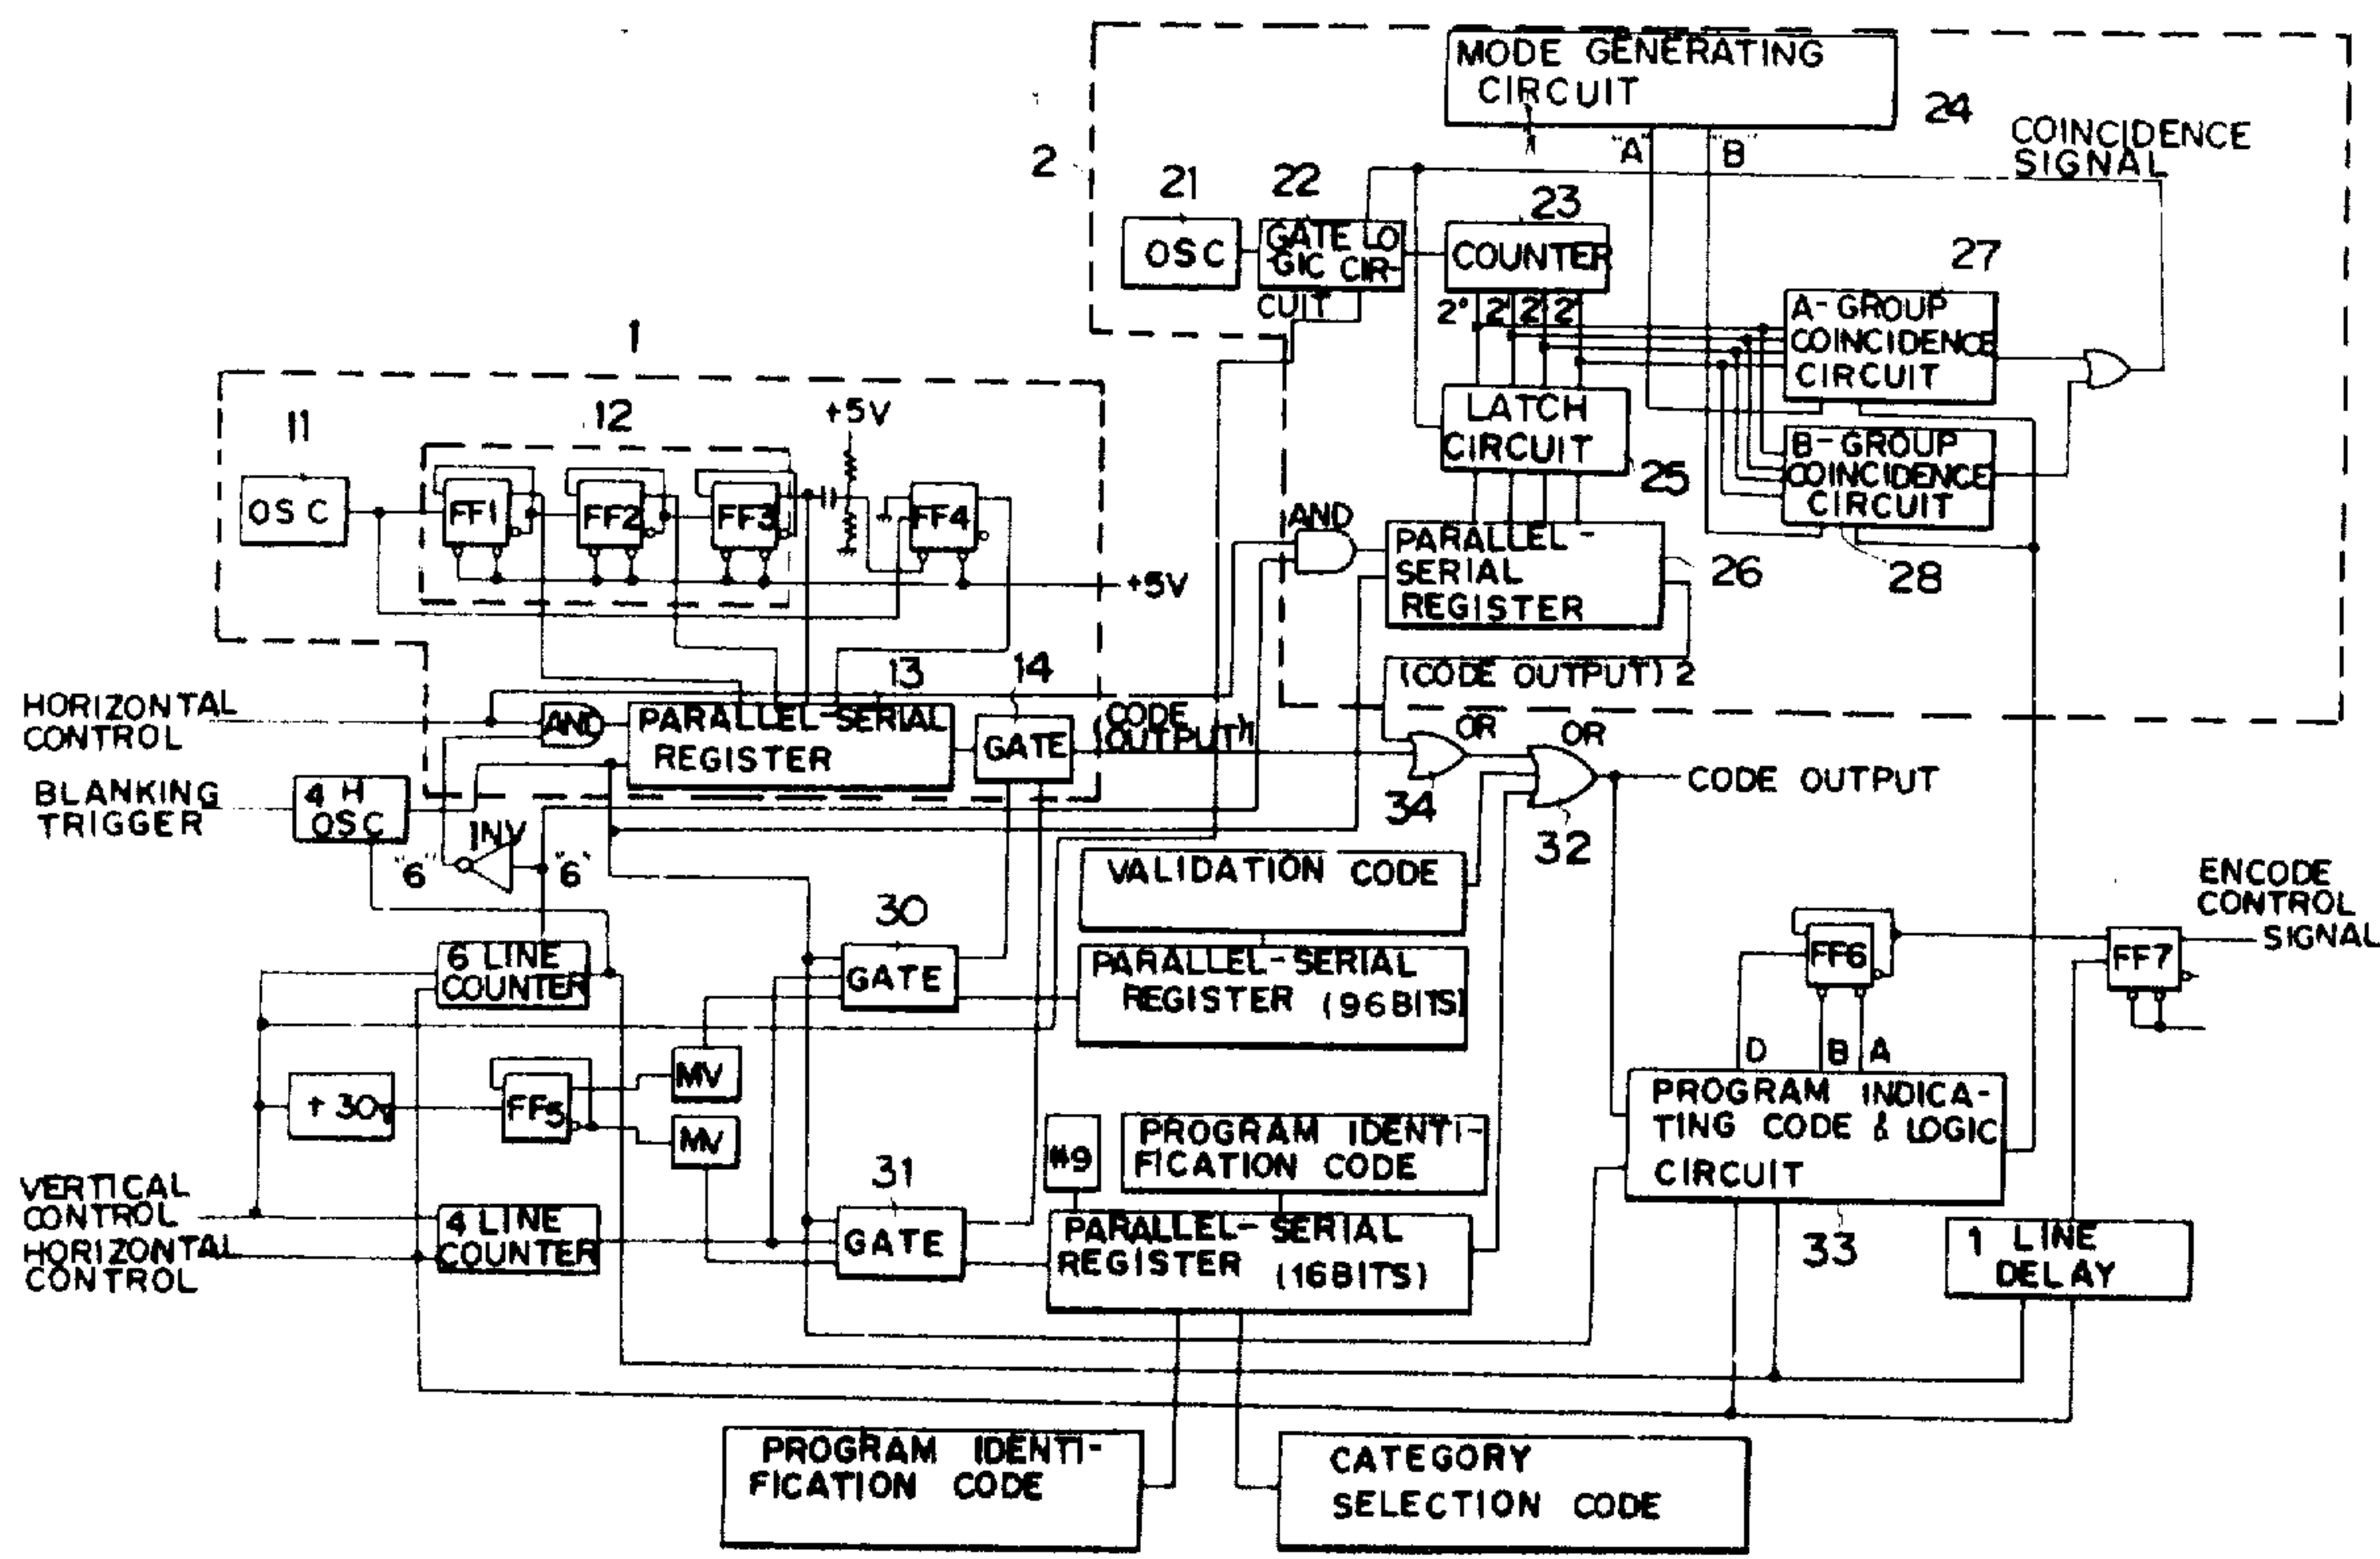 MODE GENERATING
CIRCUIT
24
"A"
"B"
COINCIDENCE
SIGNAL
2
21
22
23
OSC
GATE LO
-GIC CIR-
CUIT
COUNTER
2° 2 2 2
27
A-GROUP
COINCIDENCE
CIRCUIT
LATCH
CIRCUIT
25
B-GROUP
COINCIDENCE
CIRCUIT
28
AND
PARALLEL-
SERIAL
REGISTER
26
(CODE OUTPUT) 2
1
11
12
+5V
OSC
FF1
FF2
FF3
FF4
+5V
13
14
HORIZONTAL
CONTROL
AND
PARALLEL-SERIAL
REGISTER
GATE
(CODE
OUTPUT)1
OR
OR
34
32
CODE OUTPUT
BLANKING
TRIGGER
4 H
OSC
INV
"6"
"6"
VALIDATION CODE
30
6 LINE
COUNTER
GATE
PARALLEL-SERIAL
REGISTER (96BITS)
ENCODE
CONTROL
SIGNAL
FF6
FF7
D
B
A
MV
+30
FF5
MV
#9
PROGRAM IDENTI-
FICATION CODE
PROGRAM INDICA-
TING CODE & LOGIC
CIRCUIT
33
31
VERTICAL
CONTROL
HORIZONTAL
CONTROL
4 LINE
COUNTER
GATE
PARALLEL-SERIAL
REGISTER (16BITS)
1 LINE
DELAY
PROGRAM IDENTI-
FICATION CODE
CATEGORY
SELECTION CODE